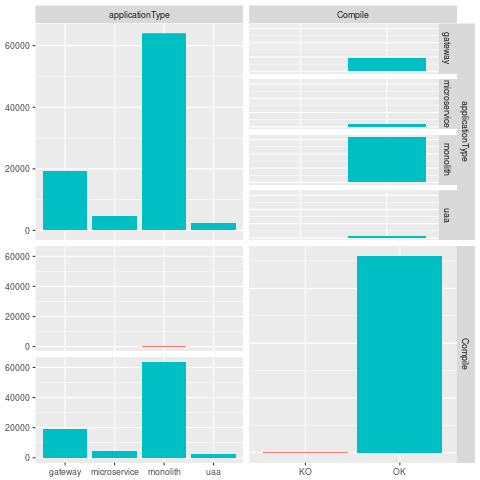 applicationType
Compile
60000
40000
20000
0
gateway
microservice
monolith
uaa
applicationType
60000
40000
20000
0
60000
40000
20000
0
Compile
gateway
microservice
monolith
uaa
KO
OK